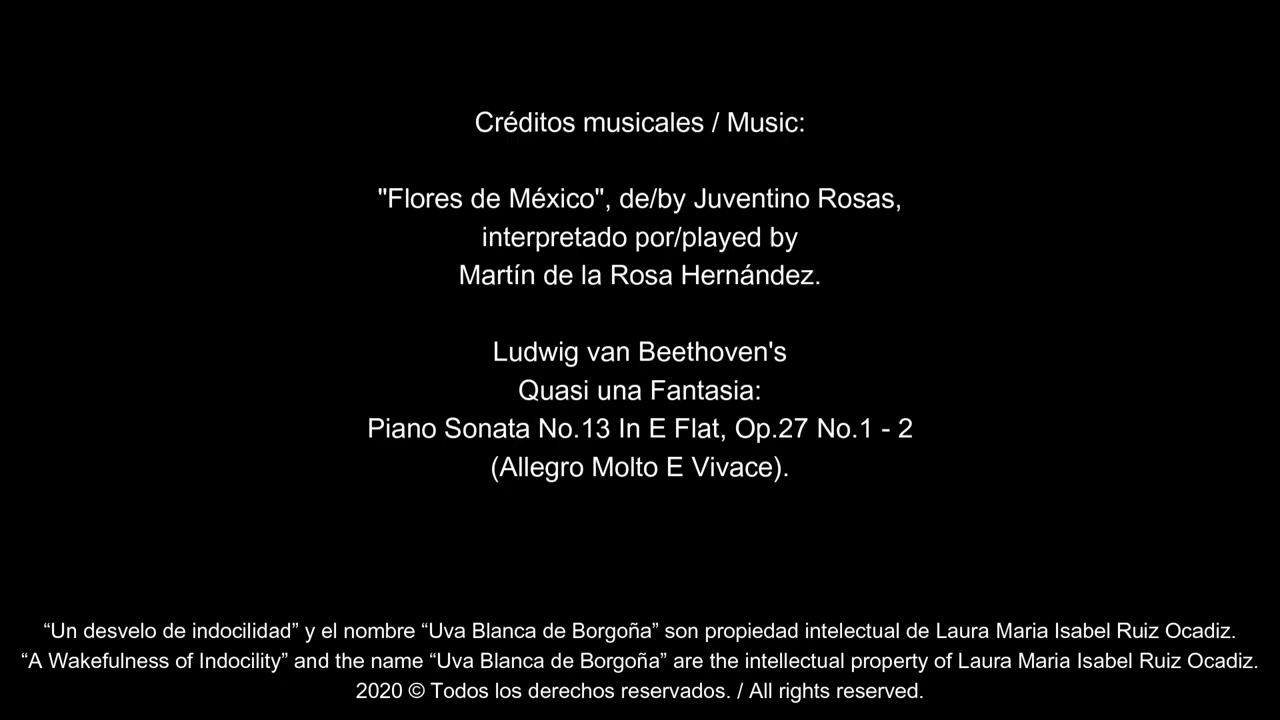 Créditos musicales / Music:
"Flores de México", de/by Juventino Rosas,
interpretado por/played by
Martín de la Rosa Hernández.
Ludwig van Beethoven's
Quasi una Fantasia:
Piano Sonata No.13 In E Flat, Op.27 No.1 - 2
(Allegro Molto E Vivace).
“Un desvelo de indocilidad” y el nombre “Uva Blanca de Borgoña” son propiedad intelectual de Laura Maria Isabel Ruiz Ocadiz.
“A Wakefulness of Indocility” and the name “Uva Blanca de Borgoña” are the intellectual property of Laura Maria Isabel Ruiz Ocadiz.
2020 © Todos los derechos reservados. / All rights reserved.